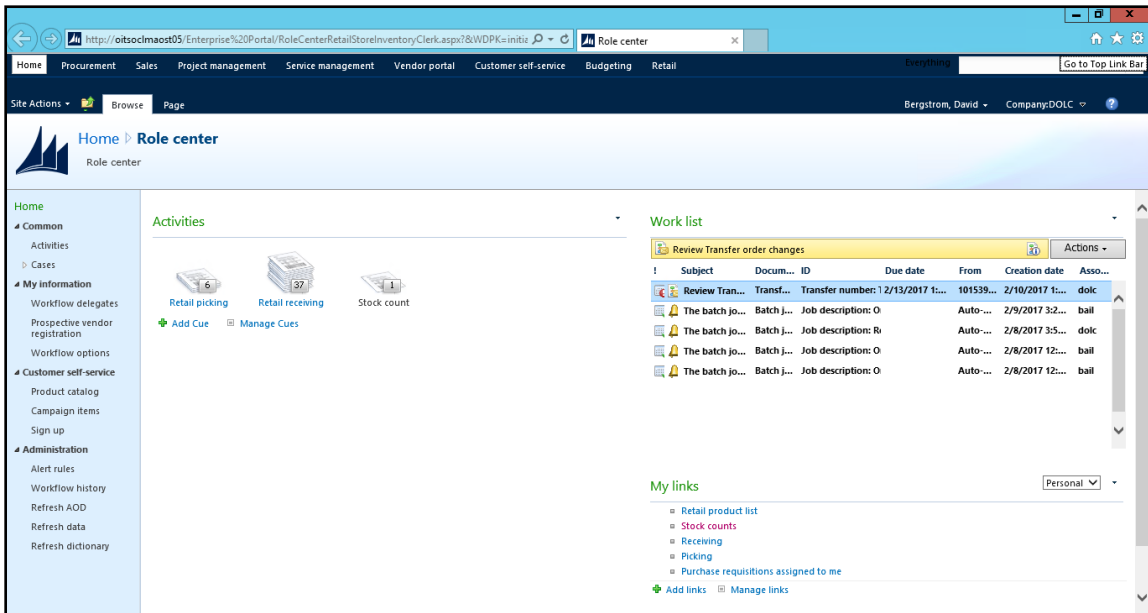 http://oitsoclmaost05/Enterprise%20Portal/RoleCenterRetailStoreInventoryClerk.aspx?&WDPK=initia
Role center
Home Procurement Sales Project management Service management Vendor portal Customer self-service Budgeting Retail Everything Go to Top Link Bar
Site Actions Browse Page Bergstrom, David Company:DOLC ?
Home Role center
Role center
Home
Common
Activities
Cases
My information
Workflow delegates
Prospective vendor
registration
Workflow options
Customer self-service
Product catalog
Campaign items
Sign up
Administration
Alert rules
Workflow history
Refresh AOD
Refresh data
Refresh dictionary
Activities
6 37 1
Retail picking Retail receiving Stock count
Add Cue Manage Cues
Work list
Review Transfer order changes Actions
! Subject Docum... ID Due date From Creation date Asso...
Review Tran... Transf... Transfer number: 1 2/13/2017 1:... 101539... 2/10/2017 1:... dolc
The batch jo... Batch j... Job description: O Auto-... 2/9/2017 3:2... bail
The batch jo... Batch j... Job description: Re Auto-... 2/8/2017 3:5... dolc
The batch jo... Batch j... Job description: O Auto-... 2/8/2017 12:... bail
The batch jo... Batch j... Job description: O Auto-... 2/8/2017 12:... bail
My links Personal
Retail product list
Stock counts
Receiving
Picking
Purchase requisitions assigned to me
Add links Manage links